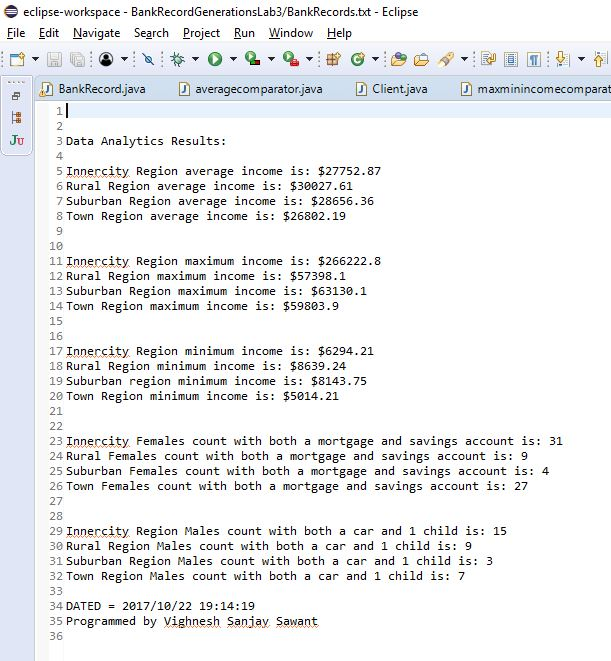 eclipse-workspace - BankRecordGenerationsLab3/BankRecords.txt - Eclipse
File Edit Navigate Search Project Run Window Help
BankRecord.java averagecomparator.java Client.java maxminincomecomparat
1
2
3 Data Analytics Results:
4
5 Innercity Region average income is: $27752.87
6 Rural Region average income is: $30027.61
7 Suburban Region average income is: $28656.36
8 Town Region average income is: $26802.19
9
10
11 Innercity Region maximum income is: $266222.8
12 Rural Region maximum income is: $57398.1
13 Suburban Region maximum income is: $63130.1
14 Town Region maximum income is: $59803.9
15
16
17 Innercity Region minimum income is: $6294.21
18 Rural Region minimum income is: $8639.24
19 Suburban region minimum income is: $8143.75
20 Town Region minimum income is: $5014.21
21
22
23 Innercity Females count with both a mortgage and savings account is: 31
24 Rural Females count with both a mortgage and savings account is: 9
25 Suburban Females count with both a mortgage and savings account is: 4
26 Town Females count with both a mortgage and savings account is: 27
27
28
29 Innercity Region Males count with both a car and 1 child is: 15
30 Rural Region Males count with both a car and 1 child is: 9
31 Suburban Region Males count with both a car and 1 child is: 3
32 Town Region Males count with both a car and 1 child is: 7
33
34 DATED = 2017/10/22 19:14:19
35 Programmed by Vighnesh Sanjay Sawant
36
Ju